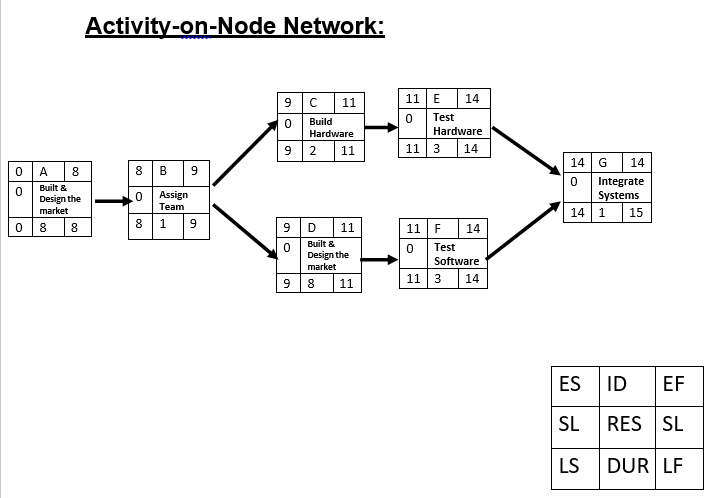 Activity-on-Node Network:
0 A 8
0 Built & Design the market
0 8 8
8 B 9
0 Assign Team
8 1 9
9 C 11
0 Build Hardware
9 2 11
11 E 14
0 Test Hardware
11 3 14
9 D 11
0 Built & Design the market
9 8 11
11 F 14
0 Test Software
11 3 14
14 G 14
0 Integrate Systems
14 1 15
ES ID EF
SL RES SL
LS DUR LF